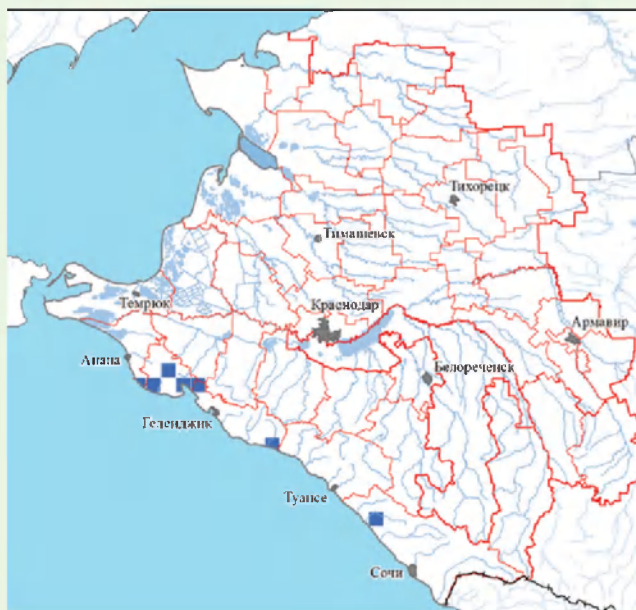 Тихорецк
Тимашевск
Темрюк
Краснодар
Армавир
Анапа
Белореченск
Геленджик
Туапсе
Сочи